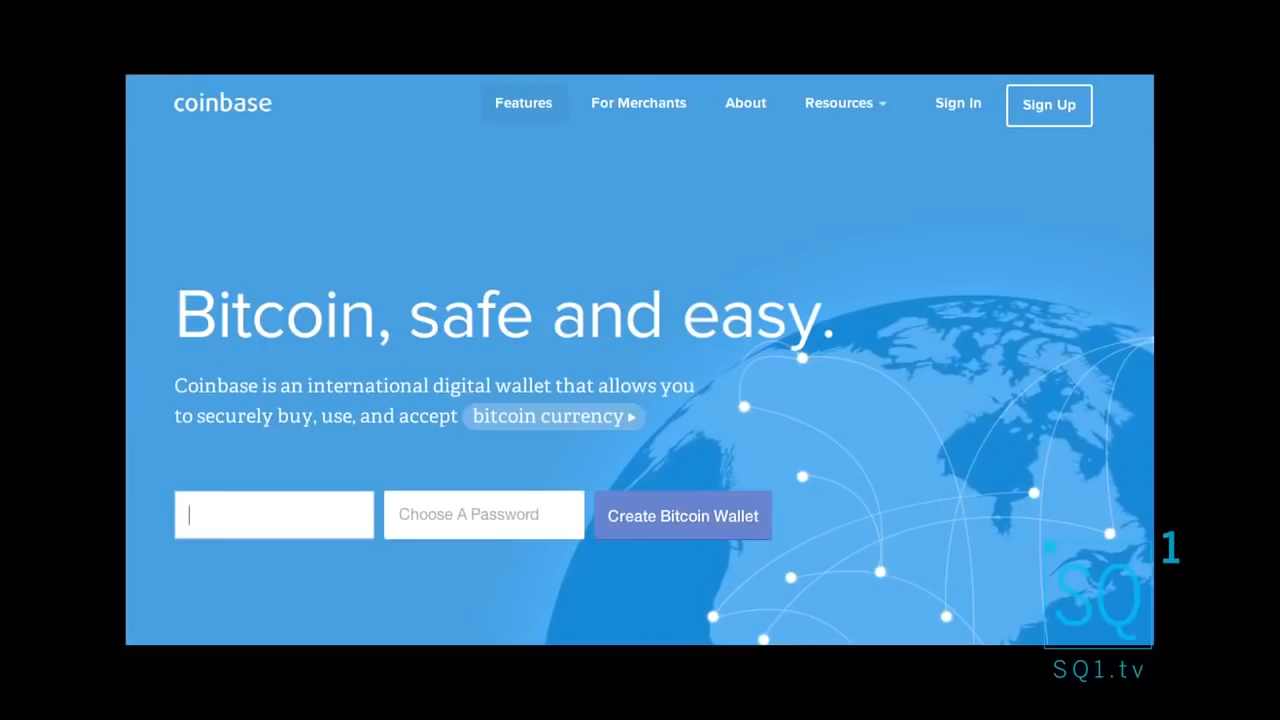 coinbase
Features
For Merchants
About
Resources
Sign In
Sign Up
Bitcoin, safe and easy.
Coinbase is an international digital wallet that allows you
to securely buy, use, and accept bitcoin currency
Choose A Password
Create Bitcoin Wallet
SQ1
SQ1.tv